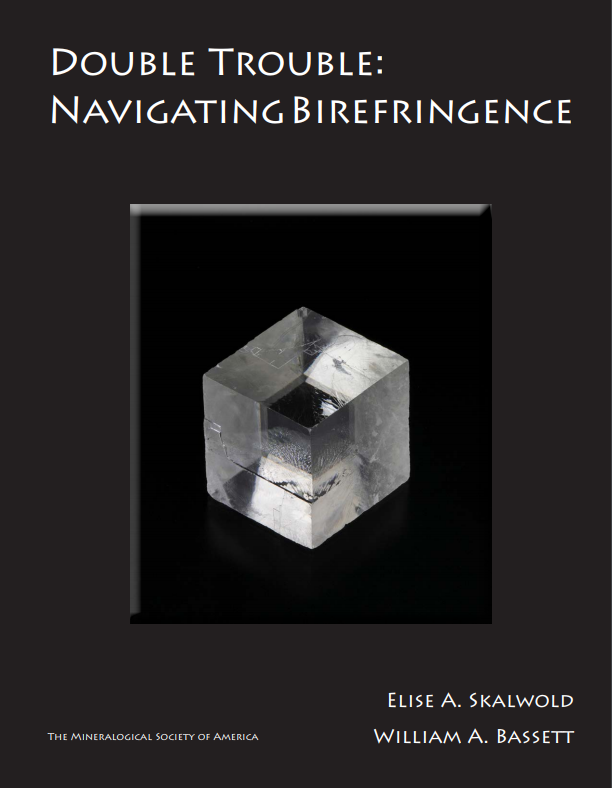 Double Trouble:
Navigating Birefringence
Elise A. Skalwold
The Mineralogical Society of America
William A. Bassett